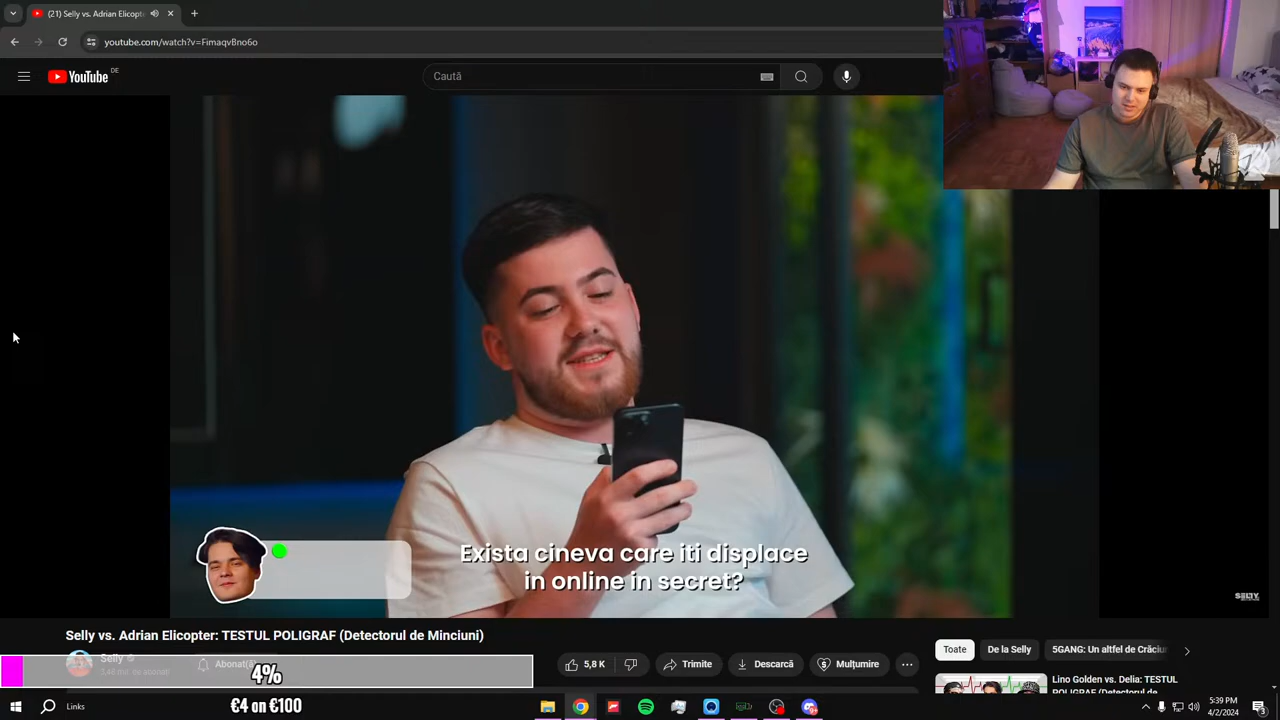 (21) Selly vs. Adrian Elicopter:
youtube.com/watch?v=FimaqvBno6o
YouTube DE
Caută
Exista cineva care iti displace
in online in secret?
SELLY
Selly vs. Adrian Elicopter: TESTUL POLIGRAF (Detectorul de Minciuni)
Selly
Abonat(ă)
5,8 K
Trimite
Descarcă
Mulțumire
Toate
De la Selly
5GANG: Un altfel de Crăciu
4%
Lino Golden vs. Delia: TESTUL
POLIGRAF (Detectorul de
Links
€4 on €100
5:39 PM
4/2/2024